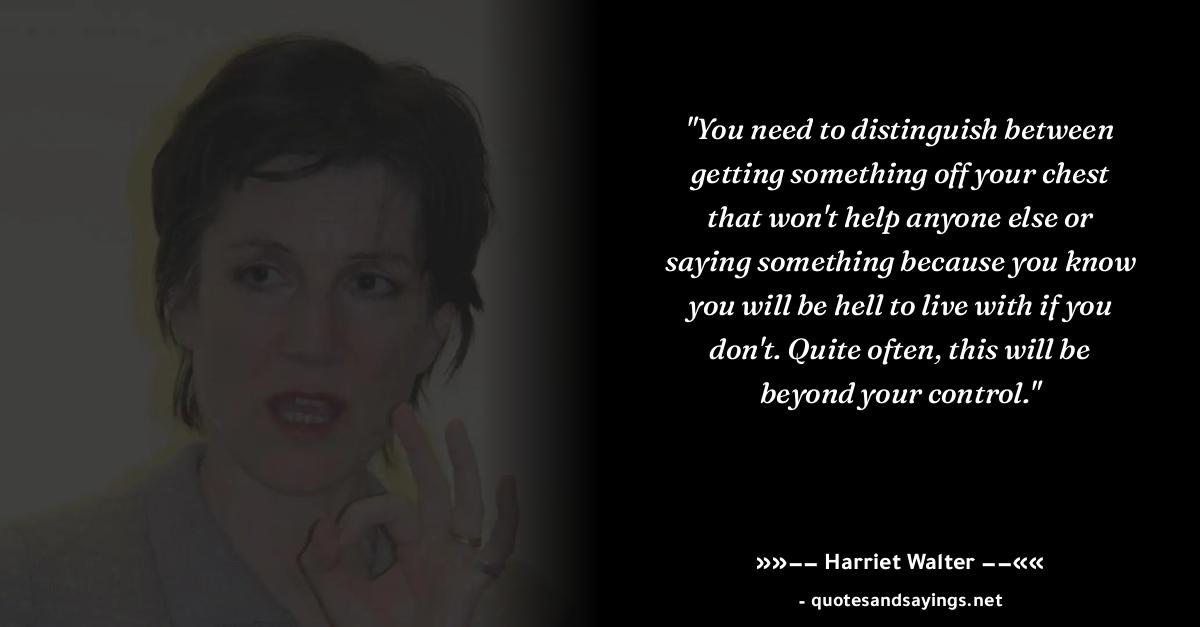 "You need to distinguish between
getting something off your chest
that won't help anyone else or
saying something because you know
you will be hell to live with if you
don't. Quite often, this will be
beyond your control."
»»−− Harriet Walter −−««
- quotesandsayings.net